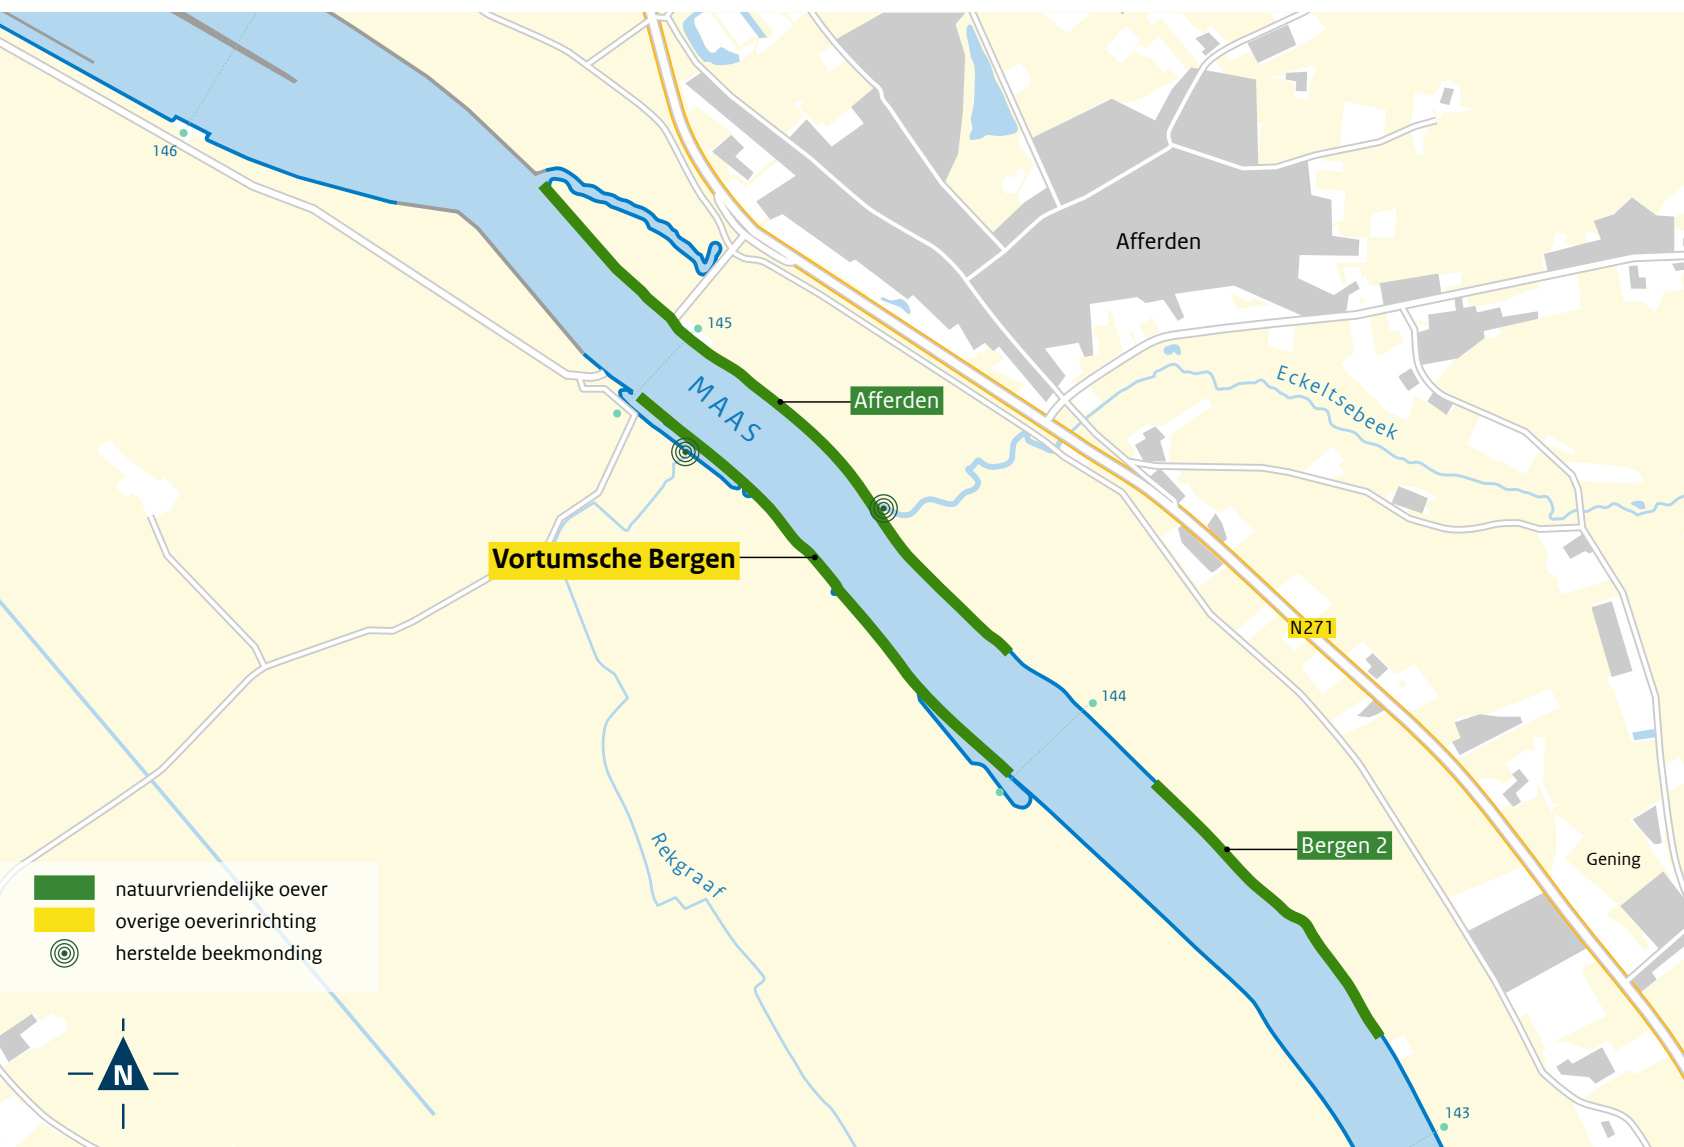 146
Afferden
145
MAAS
Eckeltsebeek
Afferden
Vortumsche Bergen
N271
144
Rekgraaf
Bergen 2
Gening
natuurvriendelijke oever
overige oeverinrichting
herstelde beekmonding
N
143